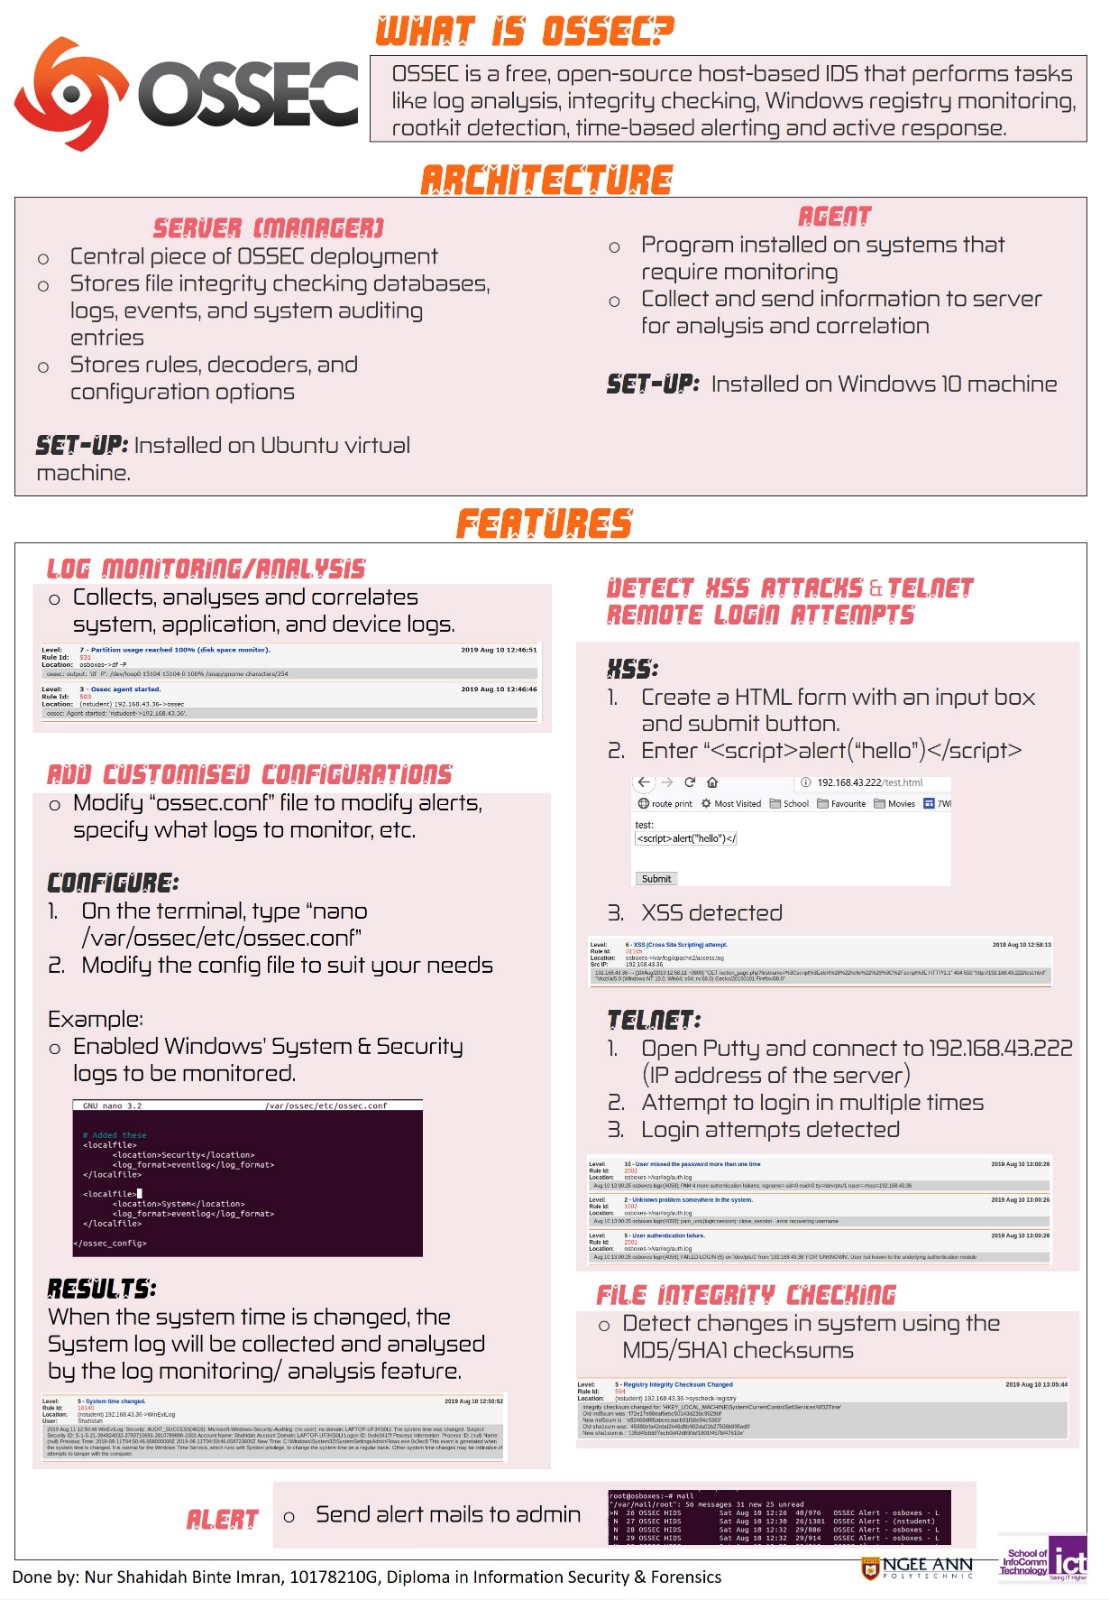 WHAT IS OSSEC?
OSSEC
OSSEC is a free, open-source host-based IDS that performs tasks
like log analysis, integrity checking, Windows registry monitoring,
rootkit detection, time-based alerting and active response.
ARCHITECTURE
SERVER (MANAGER)
o Central piece of OSSEC deployment
o Stores file integrity checking databases,
logs, events, and system auditing
entries
o Stores rules, decoders, and
configuration options
SET-UP: Installed on Ubuntu virtual
machine.
AGENT
o Program installed on systems that
require monitoring
o Collect and send information to server
for analysis and correlation
SET-UP: Installed on Windows 10 machine
FEATURES
LOG MONITORING/ANALYSIS
o Collects, analyses and correlates
system, application, and device logs.
Level: 7 - Partition usage reached 100% (disk space monitor). 2019 Aug 10 12:46:51
Rule Id: 531
Location: osboxes->df -P
ossec: output: 'df -P': /dev/loop0 15104 15104 0 100% /snap/gnome-characters/254
Level: 3 - Ossec agent started. 2019 Aug 10 12:46:46
Rule Id: 503
Location: (nstudent) 192.168.43.36->ossec
ossec: Agent started: 'nstudent->192.168.43.36'.
ADD CUSTOMISED CONFIGURATIONS
o Modify “ossec.conf” file to modify alerts,
specify what logs to monitor, etc.
CONFIGURE:
1. On the terminal, type “nano
/var/ossec/etc/ossec.conf”
2. Modify the config file to suit your needs
Example:
o Enabled Windows’ System & Security
logs to be monitored.
GNU nano 3.2 /var/ossec/etc/ossec.conf
# Added these
<localfile>
<location>Security</location>
<log_format>eventlog</log_format>
</localfile>
<localfile>
<location>System</location>
<log_format>eventlog</log_format>
</localfile>
</ossec_config>
RESULTS:
When the system time is changed, the
System log will be collected and analysed
by the log monitoring/ analysis feature.
Level: 5 - System time changed. 2019 Aug 10 12:50:52
Rule Id: 18140
Location: (nstudent) 192.168.43.36->WinEvtLog
User: Shahidah
DETECT XSS ATTACKS & TELNET
REMOTE LOGIN ATTEMPTS
XSS:
1. Create a HTML form with an input box
and submit button.
2. Enter “<script>alert(“hello”)</script>
192.168.43.222/test.html
route print Most Visited School Favourite Movies 7WI
test:
<script>alert("hello")</
Submit
3. XSS detected
Level: 6 - XSS (Cross Site Scripting) attempt. 2019 Aug 10 12:58:13
Rule Id: 31105
Location: osboxes->/var/log/apache2/access.log
Src IP: 192.168.43.36
TELNET:
1. Open Putty and connect to 192.168.43.222
(IP address of the server)
2. Attempt to login in multiple times
3. Login attempts detected
Level: 10 - User missed the password more than one time 2019 Aug 10 13:00:26
Rule Id: 2502
Location: osboxes->/var/log/auth.log
Level: 2 - Unknown problem somewhere in the system. 2019 Aug 10 13:00:26
Rule Id: 1002
Location: osboxes->/var/log/auth.log
Level: 5 - User authentication failure. 2019 Aug 10 13:00:26
Rule Id: 2501
Location: osboxes->/var/log/auth.log
FILE INTEGRITY CHECKING
o Detect changes in system using the
MD5/SHA1 checksums
Level: 5 - Registry Integrity Checksum Changed 2019 Aug 10 13:05:44
Rule Id: 594
Location: (nstudent) 192.168.43.36->syscheck-registry
ALERT o Send alert mails to admin
root@osboxes:~# mail
"/var/mail/root": 56 messages 31 new 25 unread
>N 26 OSSEC HIDS Sat Aug 10 12:26 40/976 OSSEC Alert - osboxes - L
N 27 OSSEC HIDS Sat Aug 10 12:30 26/1381 OSSEC Alert - (nstudent)
N 28 OSSEC HIDS Sat Aug 10 12:32 29/886 OSSEC Alert - osboxes - L
N 29 OSSEC HIDS Sat Aug 10 12:32 29/914 OSSEC Alert - osboxes - L
NGEE ANN
POLYTECHNIC
School of
InfoComm
Technology
ict
Taking IT Higher
Done by: Nur Shahidah Binte Imran, 10178210G, Diploma in Information Security & Forensics